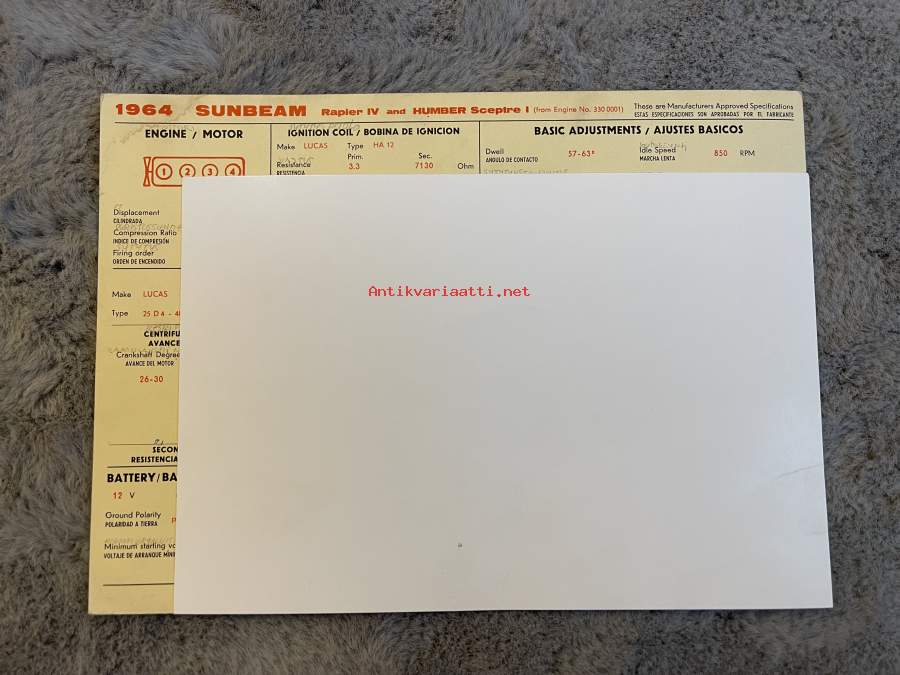 1964 SUNBEAM Rapier IV and HUMBER Sceptre I (from Engine No. 330 0001)
These are Manufacturers Approved Specifications
ESTAS ESPECIFICACIONES SON APROBADAS POR EL FABRICANTE
ENGINE / MOTOR
1 2 3 4
Displacement
CILINDRADA
Compression Ratio
INDICE DE COMPRESIÓN
Firing order
ORDEN DE ENCENDIDO
Make LUCAS
Type 25 D 4 - 4
CENTRIFU
AVANCE
Crankshaft Degree
AVANCE DEL MOTOR
26-30
SECON
RESISTENCIA
BATTERY/BA
12 V
Ground Polarity
POLARIDAD A TIERRA
P
Minimum starting vo
VOLTAJE DE ARRANQUE MÍNI
IGNITION COIL / BOBINA DE IGNICION
Make LUCAS Type HA 12
Prim. Sec.
Resistance 3.3 7130 Ohm
RESISTENCIA
BASIC ADJUSTMENTS / AJUSTES BASICOS
Dwell 57-63° Idle Speed 850 RPM
ANGULO DE CONTACTO MARCHA LENTA
Antikvariaatti.net